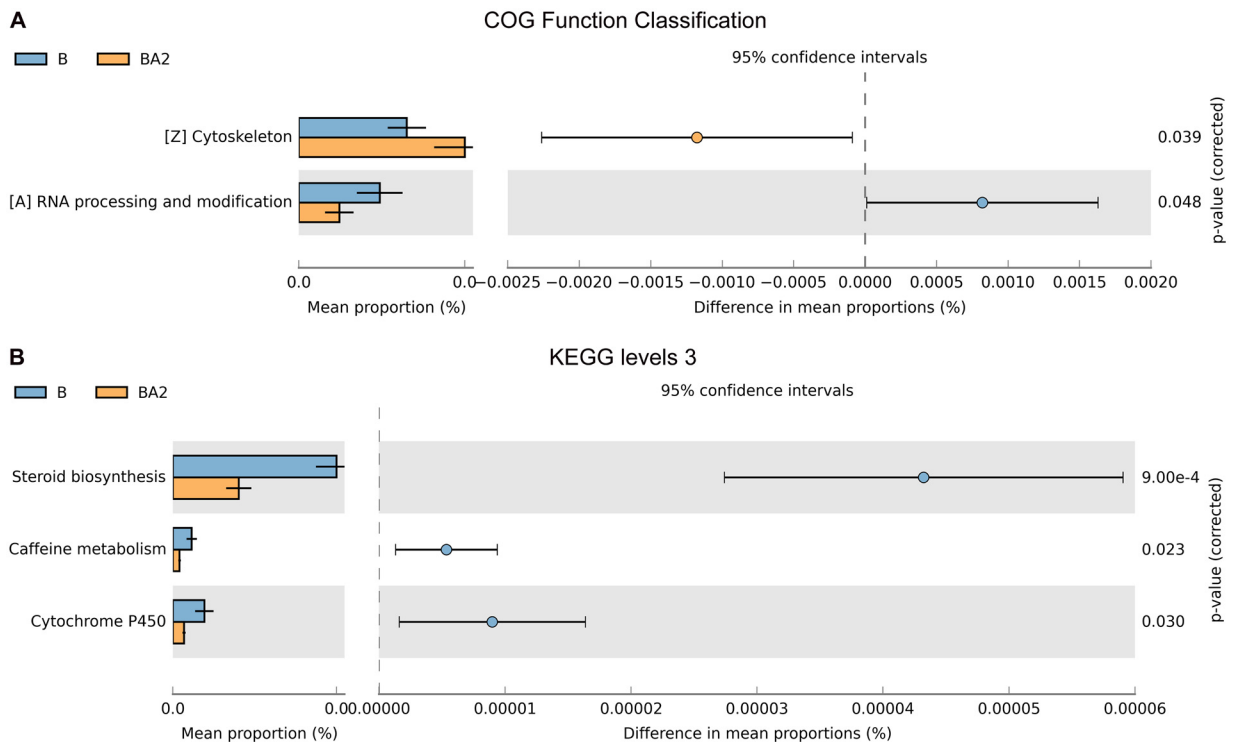 A
COG Function Classification
B
BA2
95% confidence intervals
[Z] Cytoskeleton
0.039
[A] RNA processing and modification
0.048
p-value (corrected)
0.0
0.0
−0.0025
−0.0020
−0.0015
−0.0010
−0.0005
0.0000
0.0005
0.0010
0.0015
0.0020
Mean proportion (%)
Difference in mean proportions (%)
B
KEGG levels 3
B
BA2
95% confidence intervals
Steroid biosynthesis
9.00e-4
Caffeine metabolism
0.023
Cytochrome P450
0.030
p-value (corrected)
0.0
0.00.00000
0.00001
0.00002
0.00003
0.00004
0.00005
0.00006
Mean proportion (%)
Difference in mean proportions (%)